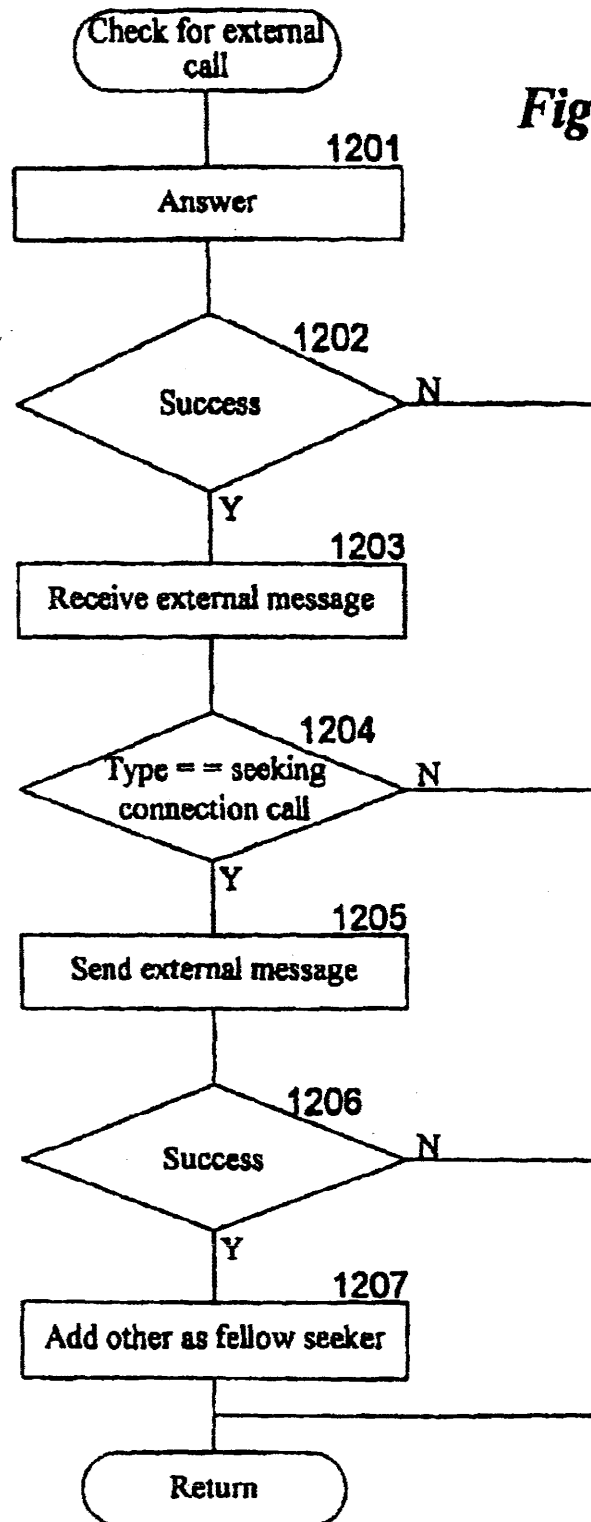 Check for external
call
Fig
1201
Answer
1202
Success
N
Y
1203
Receive external message
1204
Type = = seeking
connection call
N
Y
1205
Send external message
1206
Success
N
Y
1207
Add other as fellow seeker
Return